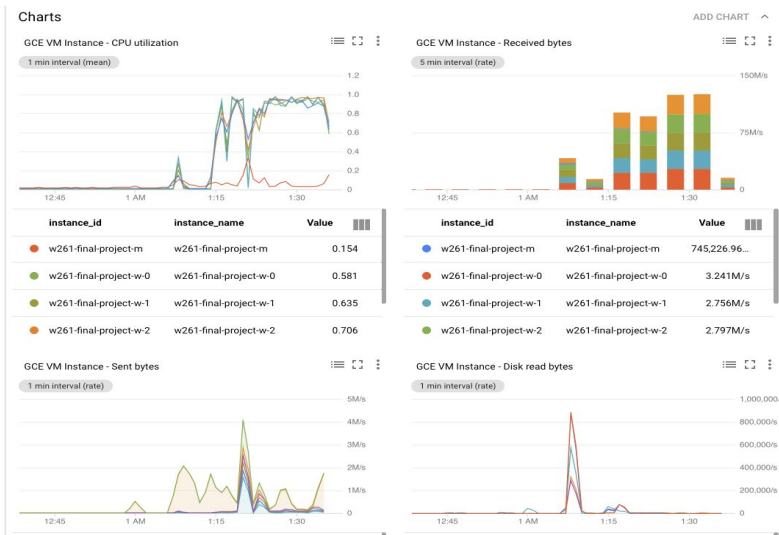 Charts
ADD CHART
GCE VM Instance - CPU utilization
1 min interval (mean)
1.2
1.0
0.8
0.6
0.4
0.2
0
12:45 1 AM 1:15 1:30
instance_id instance_name Value
w261-final-project-m w261-final-project-m 0.154
w261-final-project-w-0 w261-final-project-w-0 0.581
w261-final-project-w-1 w261-final-project-w-1 0.635
w261-final-project-w-2 w261-final-project-w-2 0.706
GCE VM Instance - Received bytes
5 min interval (rate)
150M/s
75M/s
0
12:45 1 AM 1:15 1:30
instance_id instance_name Value
w261-final-project-m w261-final-project-m 745,226.96...
w261-final-project-w-0 w261-final-project-w-0 3.241M/s
w261-final-project-w-1 w261-final-project-w-1 2.756M/s
w261-final-project-w-2 w261-final-project-w-2 2.797M/s
GCE VM Instance - Sent bytes
1 min interval (rate)
5M/s
4M/s
3M/s
2M/s
1M/s
0
12:45 1 AM 1:15 1:30
GCE VM Instance - Disk read bytes
1 min interval (rate)
1,000,000/
800,000/s
600,000/s
400,000/s
200,000/s
0
12:45 1 AM 1:15 1:30